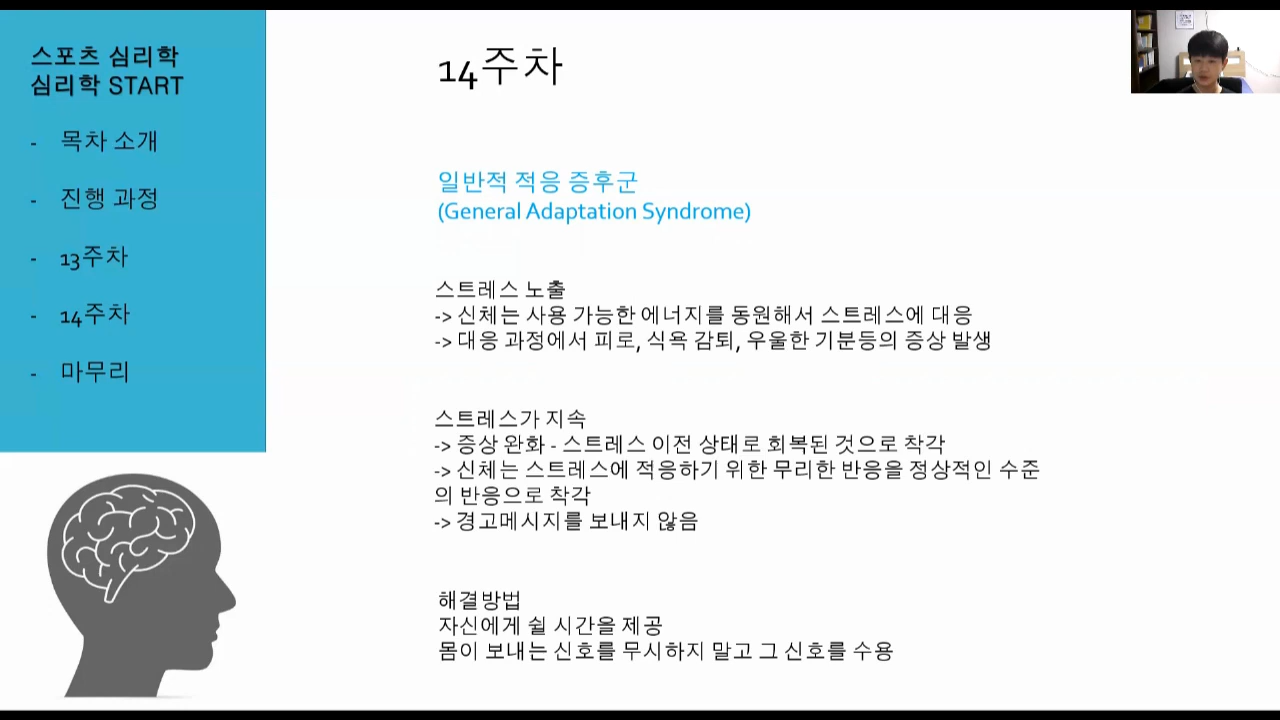 스포츠 심리학
심리학 START
- 목차 소개
- 진행 과정
- 13주차
- 14주차
- 마무리
14주차
일반적 적응 증후군
(General Adaptation Syndrome)
스트레스 노출
-> 신체는 사용 가능한 에너지를 동원해서 스트레스에 대응
-> 대응 과정에서 피로, 식욕 감퇴, 우울한 기분등의 증상 발생
스트레스가 지속
-> 증상 완화 - 스트레스 이전 상태로 회복된 것으로 착각
-> 신체는 스트레스에 적응하기 위한 무리한 반응을 정상적인 수준
의 반응으로 착각
-> 경고메시지를 보내지 않음
해결방법
자신에게 쉴 시간을 제공
몸이 보내는 신호를 무시하지 말고 그 신호를 수용